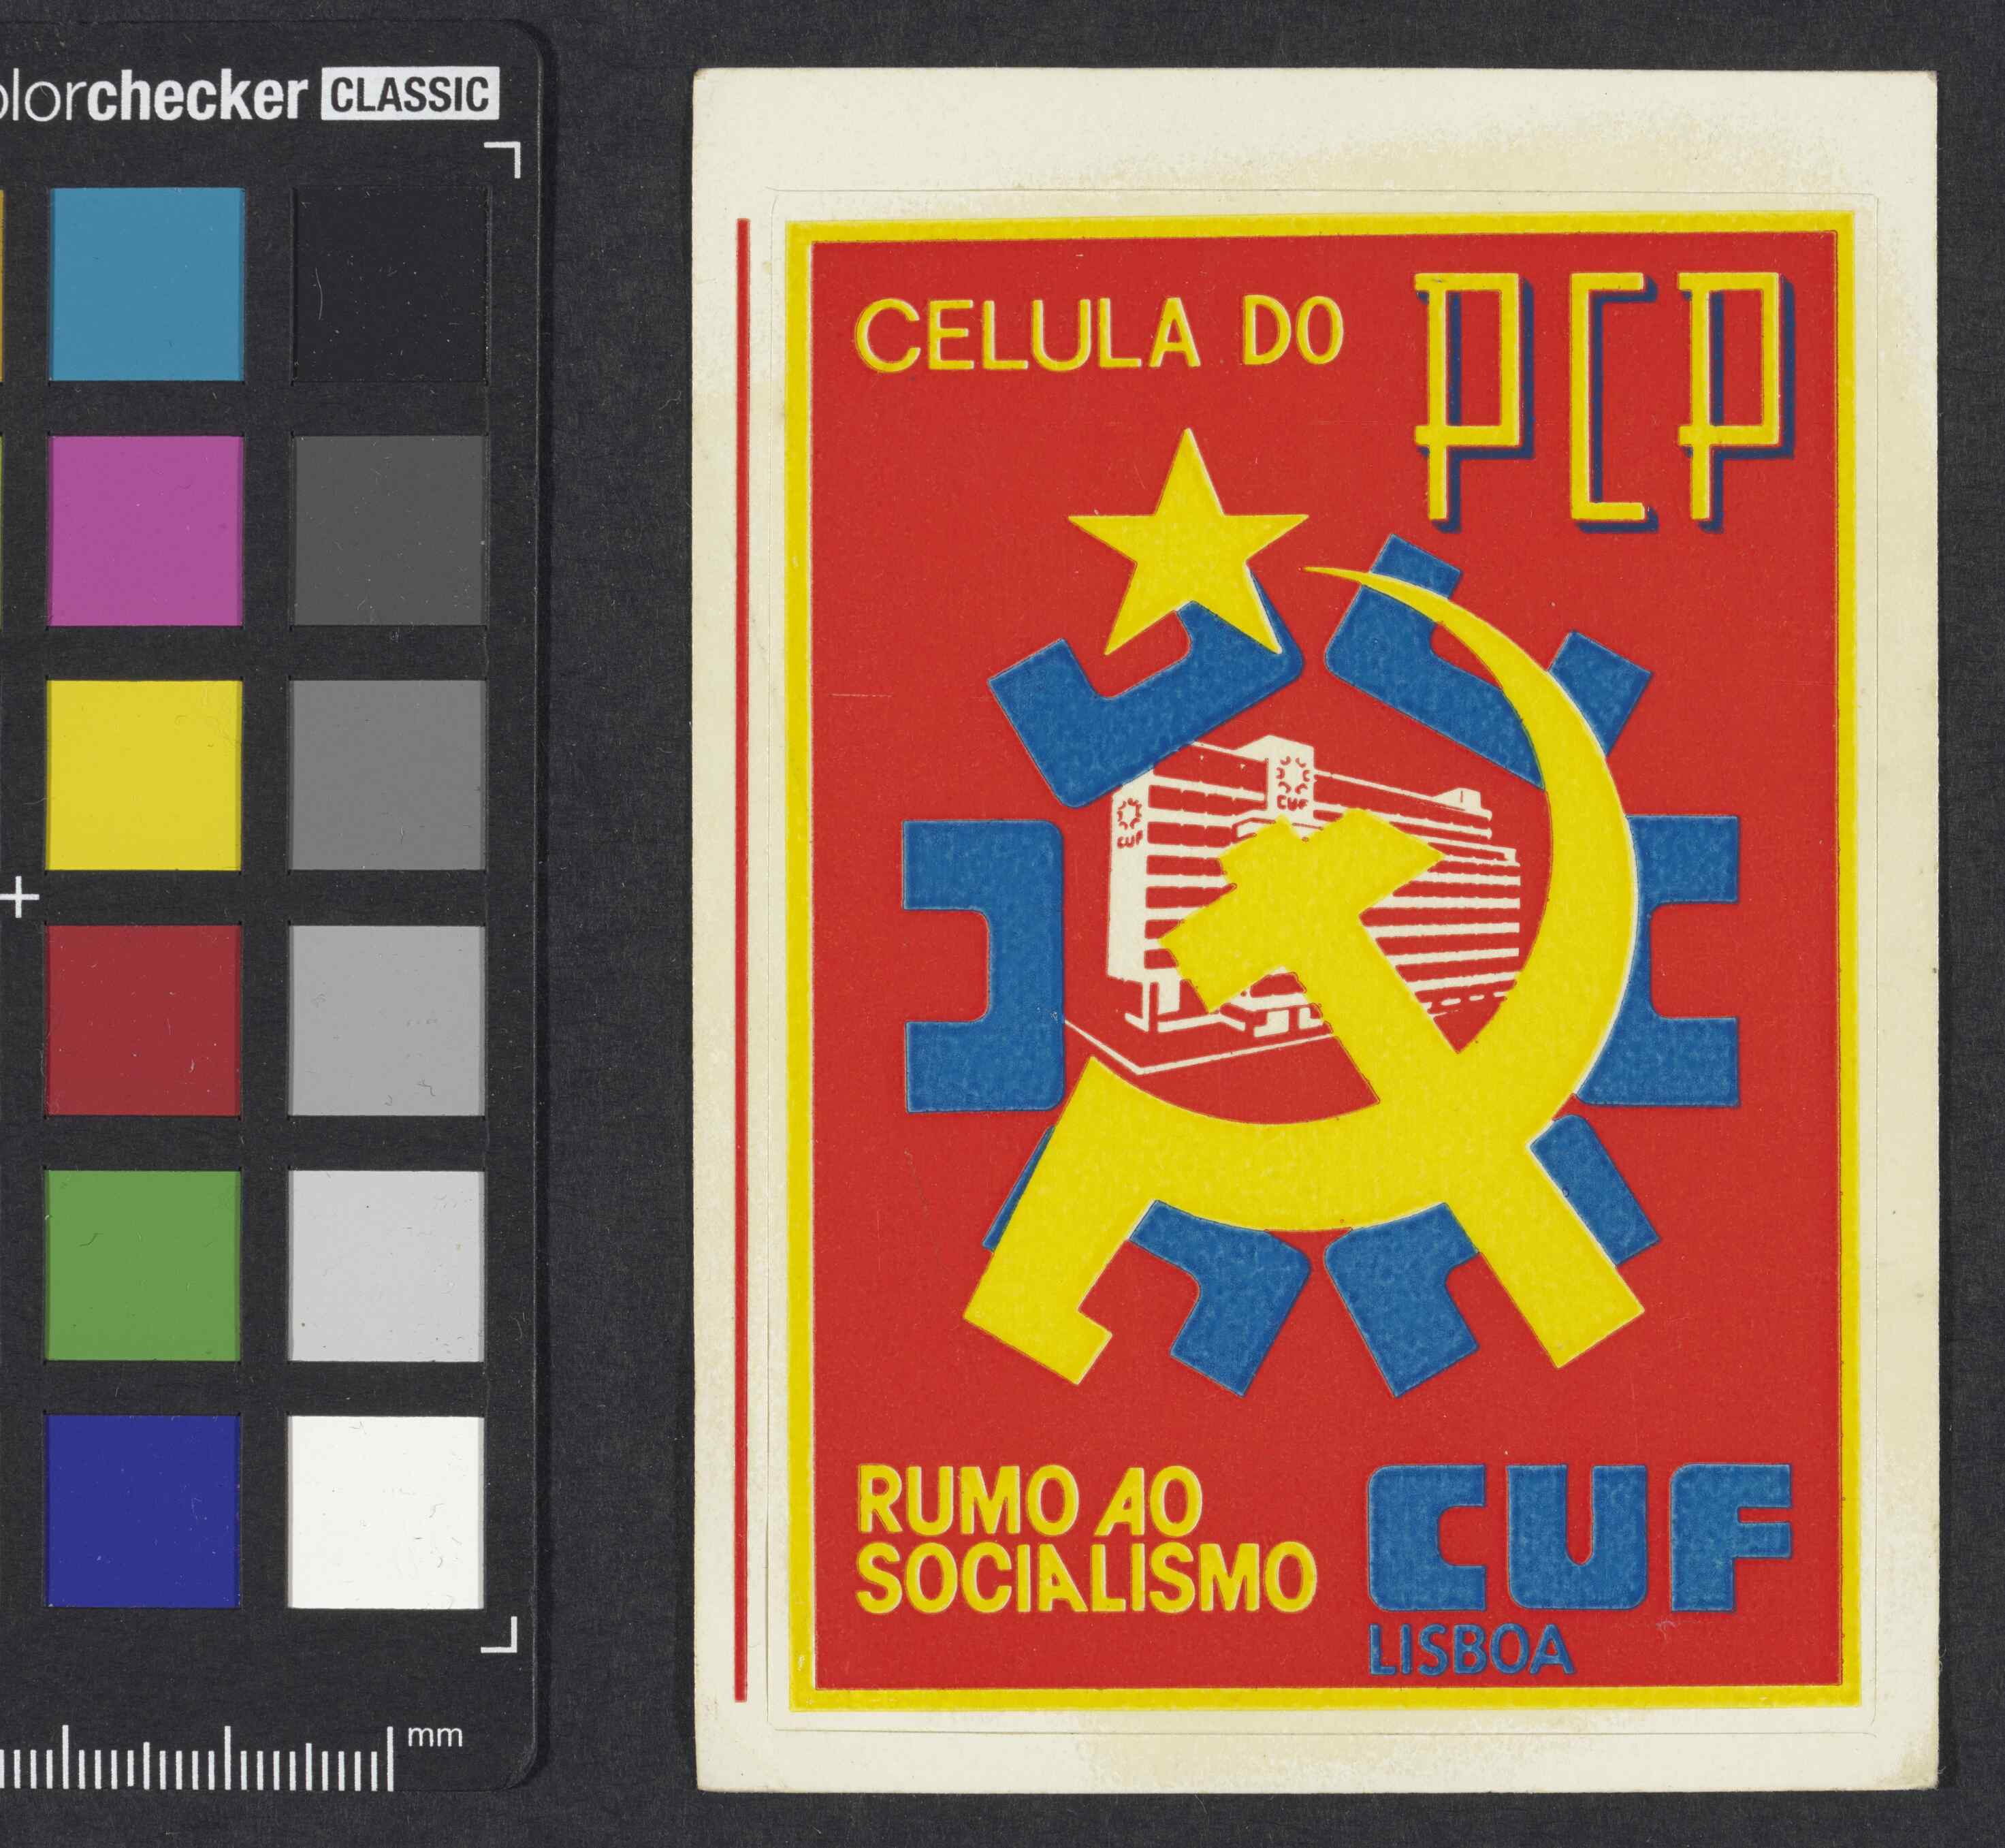 olorchecker CLASSIC
mm
CELULA DO PCP
CUF
CUF
RUMO AO
SOCIALISMO
CUF
LISBOA